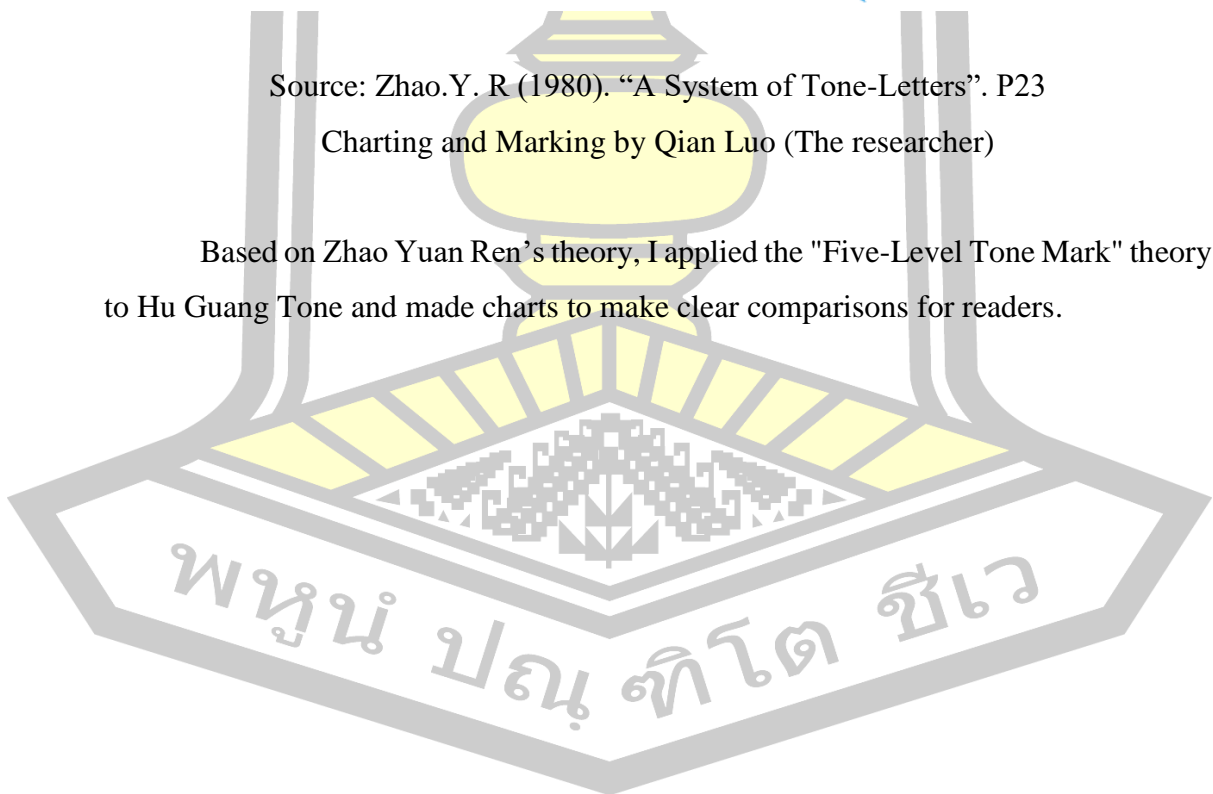 Source: Zhao.Y. R (1980). “A System of Tone-Letters”. P23
Charting and Marking by Qian Luo (The researcher)
Based on Zhao Yuan Ren’s theory, I applied the "Five-Level Tone Mark" theory
to Hu Guang Tone and made charts to make clear comparisons for readers.
พหูนํ ปณฺฑิโต ชีเว